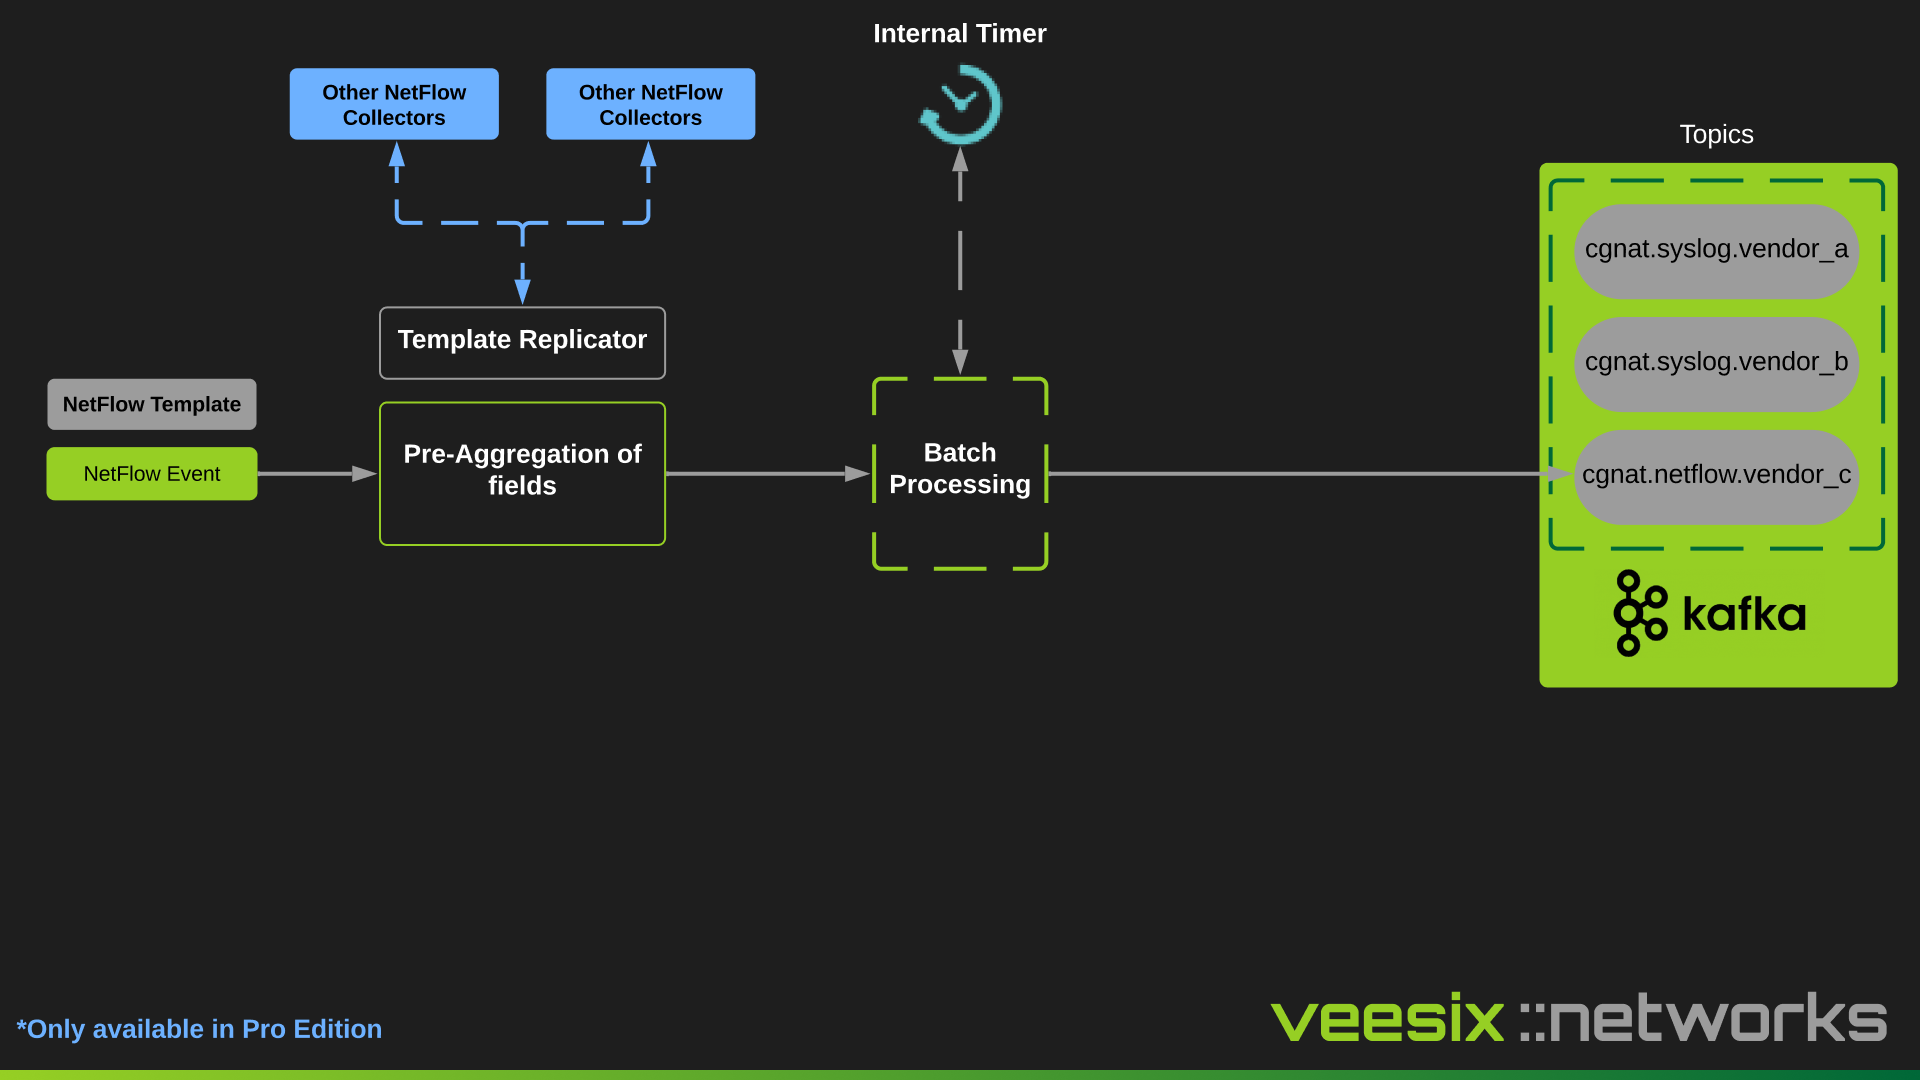 Internal Timer
Other NetFlow
Collectors
Other NetFlow
Collectors
Topics
cgnat.syslog.vendor_a
cgnat.syslog.vendor_b
cgnat.netflow.vendor_c
kafka
Template Replicator
NetFlow Template
NetFlow Event
Pre-Aggregation of
fields
Batch
Processing
*Only available in Pro Edition
veesix ::networks